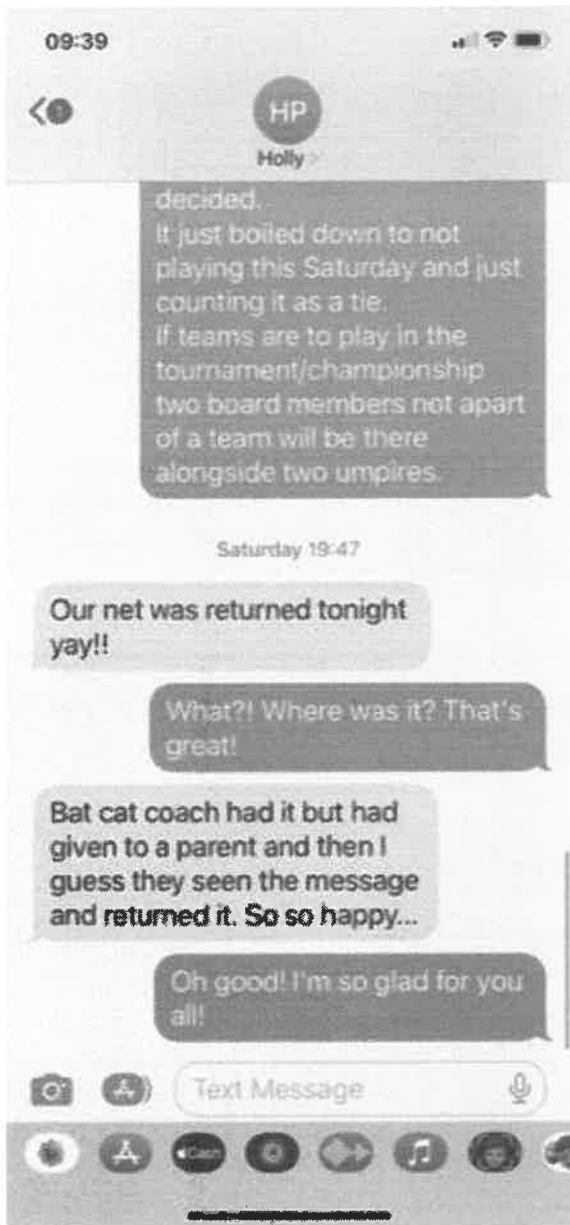 09:39
HP
Holly
decided.
It just boiled down to not
playing this Saturday and just
counting it as a tie.
If teams are to play in the
tournament/championship
two board members not apart
of a team will be there
alongside two umpires.
Saturday 19:47
Our net was returned tonight
yay!!
What?! Where was it? That's
great!
Bat cat coach had it but had
given to a parent and then I
guess they seen the message
and returned it. So so happy...
Oh good! I'm so glad for you
all!
Text Message
Cash